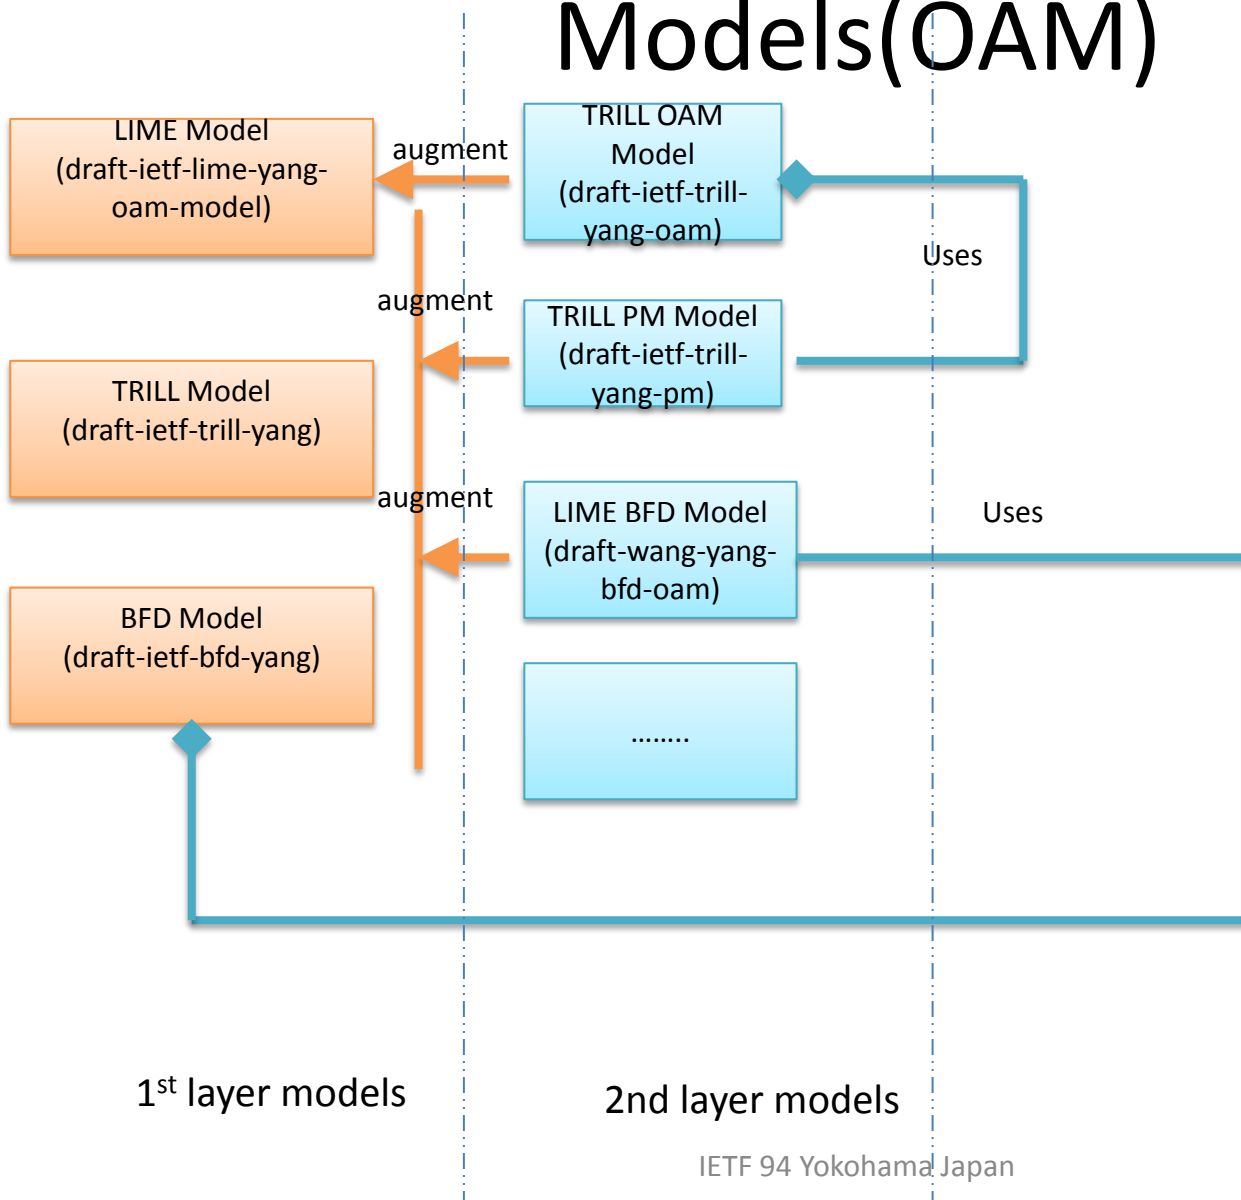 Models(OAM)
LIME Model
(draft-ietf-lime-yang-
oam-model)
augment
TRILL OAM
Model
(draft-ietf-trill-
yang-oam)
Uses
augment
TRILL PM Model
(draft-ietf-trill-
yang-pm)
TRILL Model
(draft-ietf-trill-yang)
augment
LIME BFD Model
(draft-wang-yang-
bfd-oam)
Uses
BFD Model
(draft-ietf-bfd-yang)
........
1st layer models
2nd layer models
IETF 94 Yokohama Japan